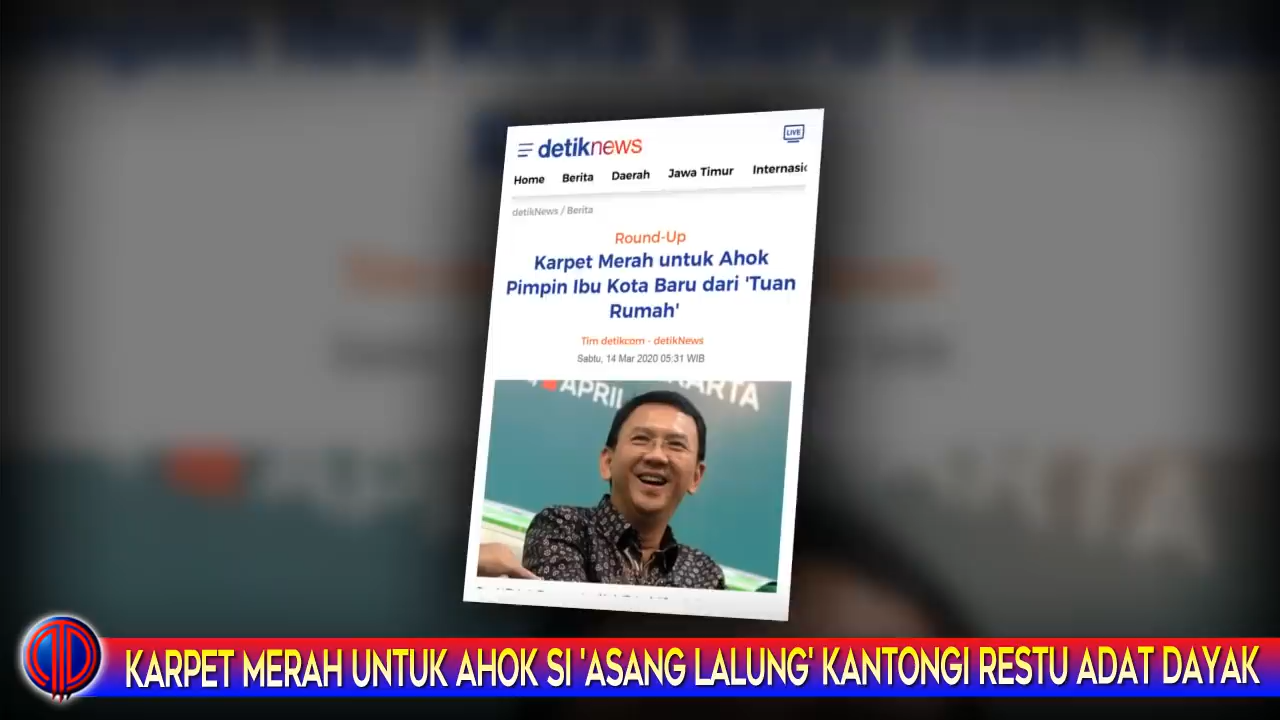 LIVE
detiknews
Home Berita Daerah Jawa Timur
detikNews / Berita
Round-Up
Karpet Merah untuk Ahok
Pimpin Ibu Kota Baru dari 'Tuan
Rumah'
Tim detikcom - detikNews
Sabtu, 14 Mar 2020 05:31 WIB
APRIL
KARPET MERAH UNTUK AHOK SI 'ASANG LALUNG' KANTONGI RESTU ADAT DAYAK